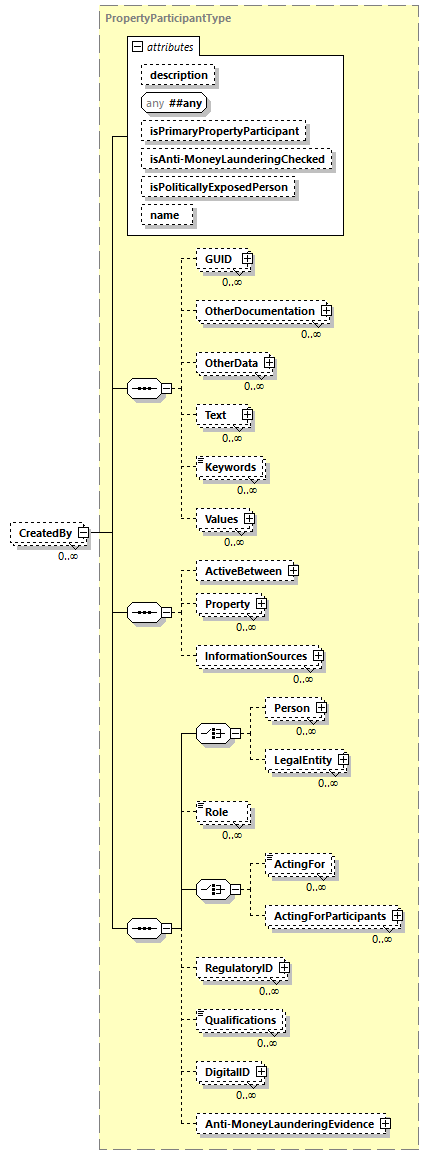 PropertyParticipantType
attributes
description
any ##any
isPrimaryPropertyParticipant
isAnti-MoneyLaunderingChecked
isPoliticallyExposedPerson
name
GUID
0..∞
OtherDocumentation
0..∞
OtherData
0..∞
Text
0..∞
Keywords
0..∞
Values
0..∞
CreatedBy
0..∞
ActiveBetween
Property
0..∞
InformationSources
0..∞
Person
0..∞
LegalEntity
0..∞
Role
0..∞
ActingFor
0..∞
ActingForParticipants
0..∞
RegulatoryID
0..∞
Qualifications
0..∞
DigitalID
0..∞
Anti-MoneyLaunderingEvidence